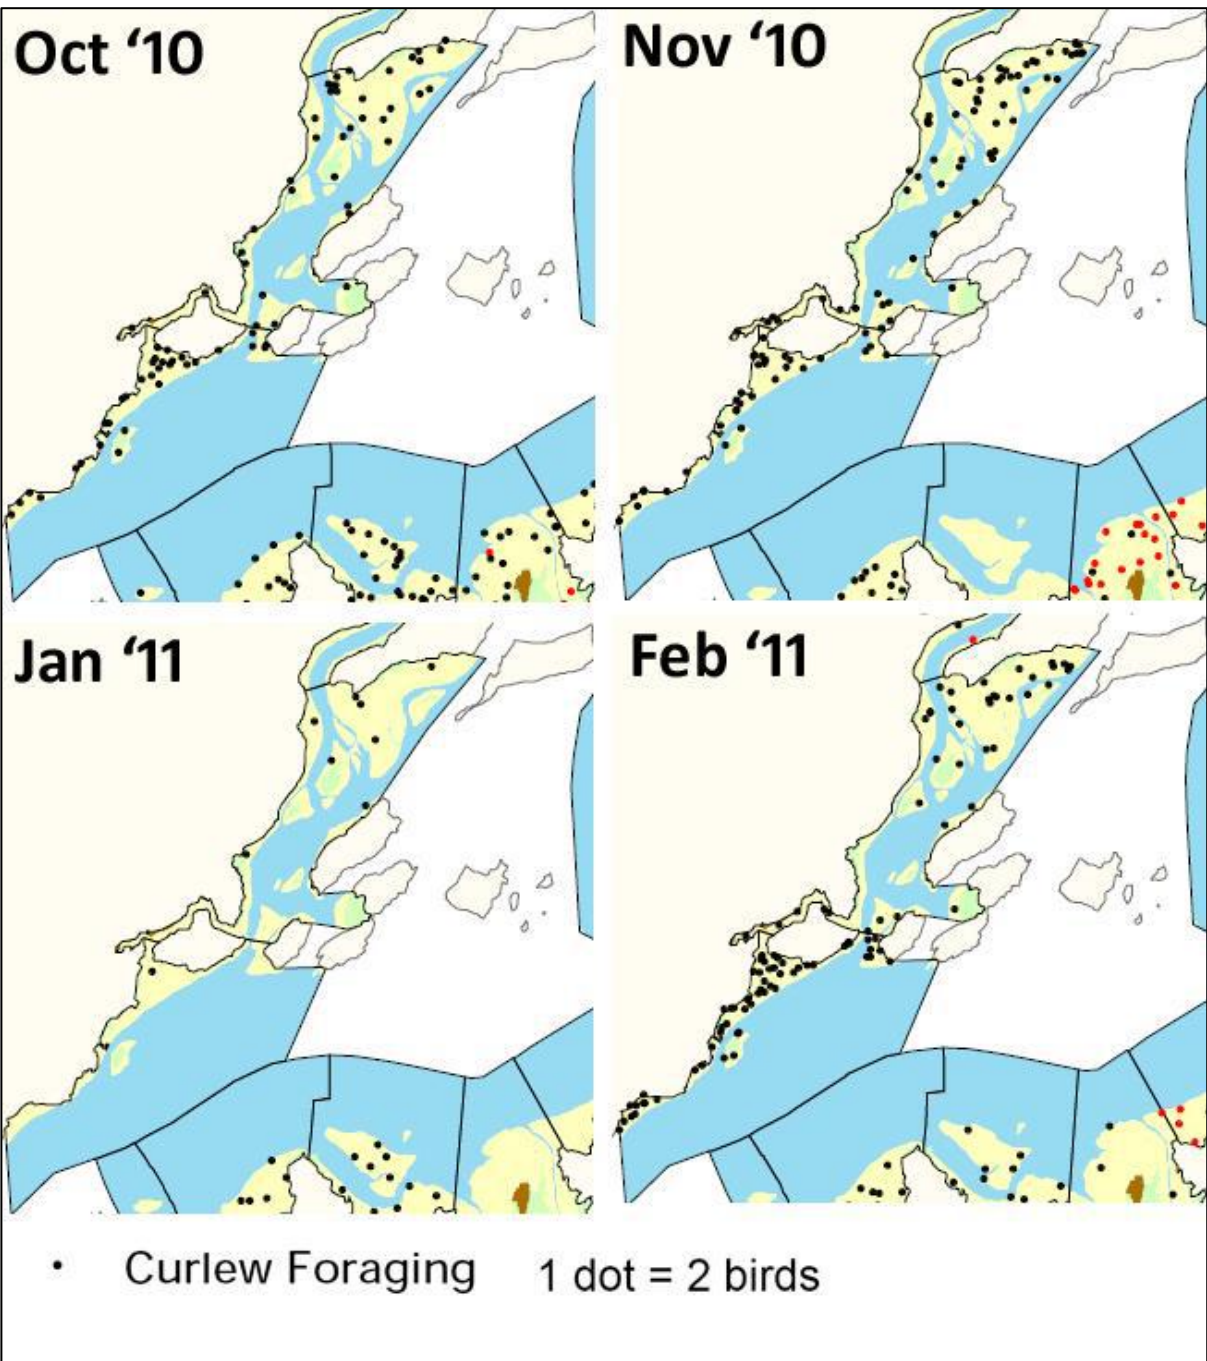 Oct ‘10
Nov ‘10
Jan ‘11
Feb ‘11
Curlew Foraging 1 dot = 2 birds